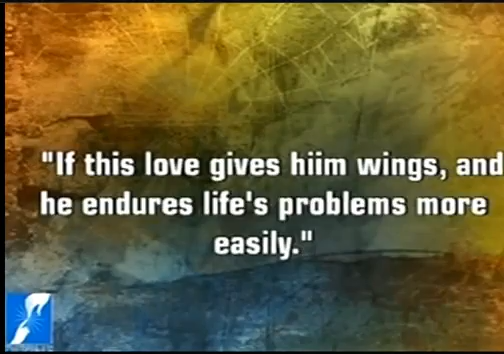 "If this love gives hiim wings, and
he endures life's problems more
easily."